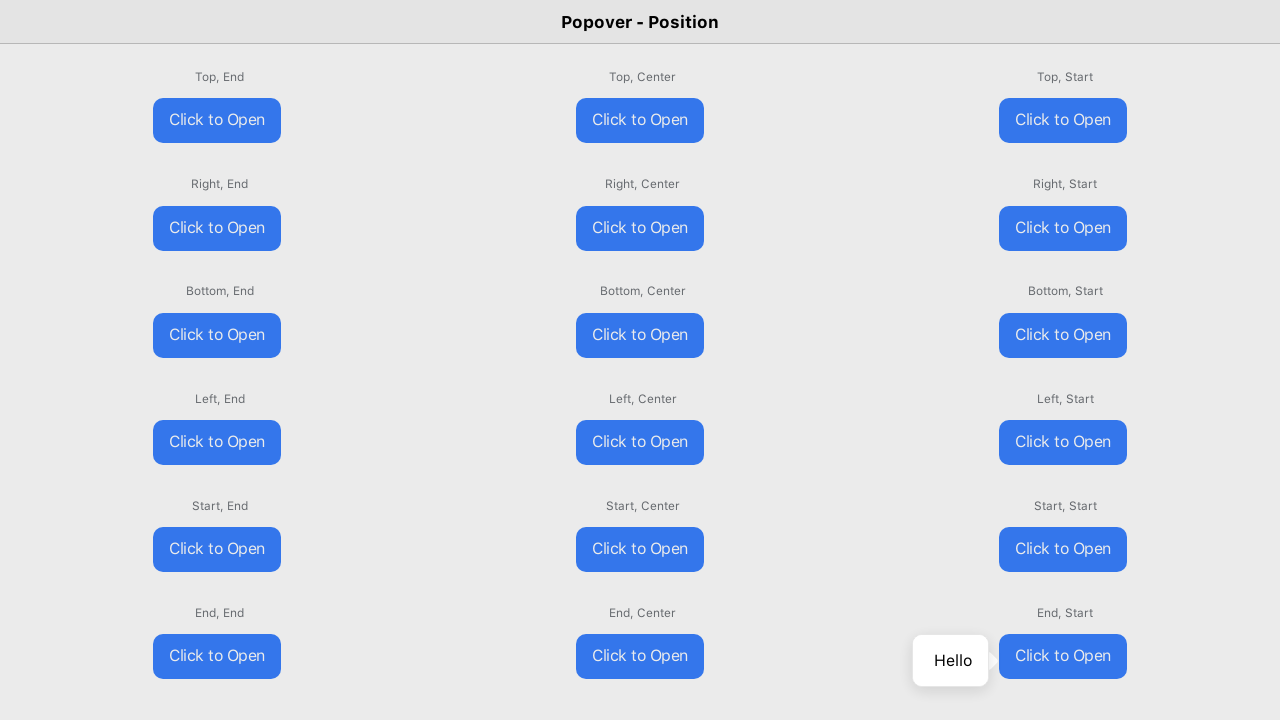 Popover - Position
Top, End
Top, Center
Top, Start
Click to Open
Click to Open
Click to Open
Right, End
Right, Center
Right, Start
Click to Open
Click to Open
Click to Open
Bottom, End
Bottom, Center
Bottom, Start
Click to Open
Click to Open
Click to Open
Left, End
Left, Center
Left, Start
Click to Open
Click to Open
Click to Open
Start, End
Start, Center
Start, Start
Click to Open
Click to Open
Click to Open
End, End
End, Center
End, Start
Click to Open
Click to Open
Hello
Click to Open